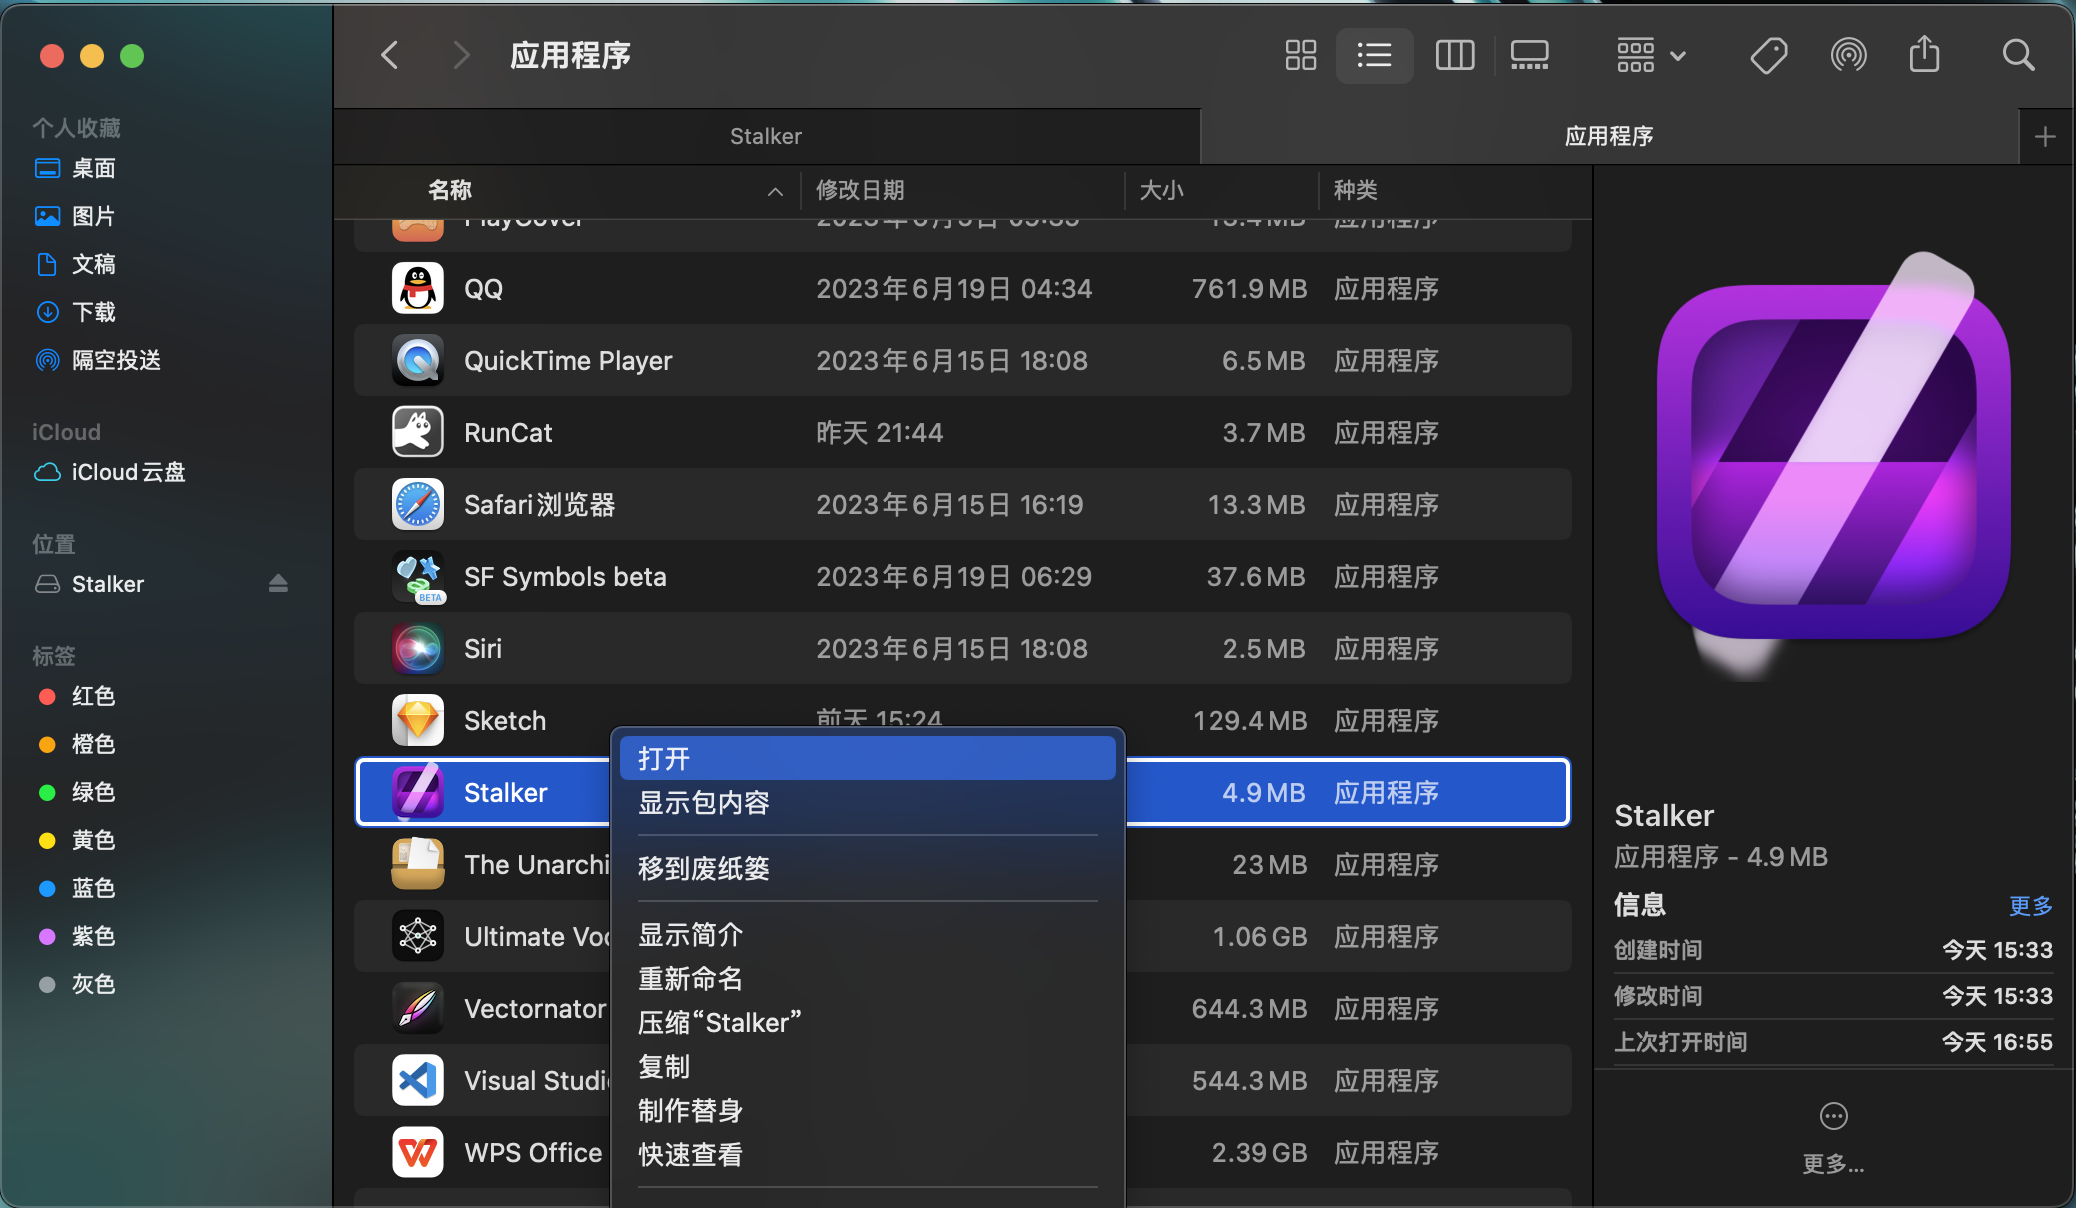 应用程序
Stalker
应用程序
个人收藏
桌面
图片
文稿
下载
隔空投送
iCloud
iCloud云盘
位置
Stalker
标签
红色
橙色
绿色
黄色
蓝色
紫色
灰色
名称 修改日期 大小 种类
PlayCover 应用程序
QQ 2023年6月19日 04:34 761.9 MB 应用程序
QuickTime Player 2023年6月15日 18:08 6.5 MB 应用程序
RunCat 昨天 21:44 3.7 MB 应用程序
Safari浏览器 2023年6月15日 16:19 13.3 MB 应用程序
SF Symbols beta 2023年6月19日 06:29 37.6 MB 应用程序
BETA
Siri 2023年6月15日 18:08 2.5 MB 应用程序
Sketch 前天 15:24 129.4 MB 应用程序
Stalker 4.9 MB 应用程序
The Unarchi 23 MB 应用程序
Ultimate Voc 1.06 GB 应用程序
Vectornator 644.3 MB 应用程序
Visual Studi 544.3 MB 应用程序
WPS Office 2.39 GB 应用程序
打开
显示包内容
移到废纸篓
显示简介
重新命名
压缩“Stalker”
复制
制作替身
快速查看
Stalker
应用程序 - 4.9 MB
信息 更多
创建时间 今天 15:33
修改时间 今天 15:33
上次打开时间 今天 16:55
更多...